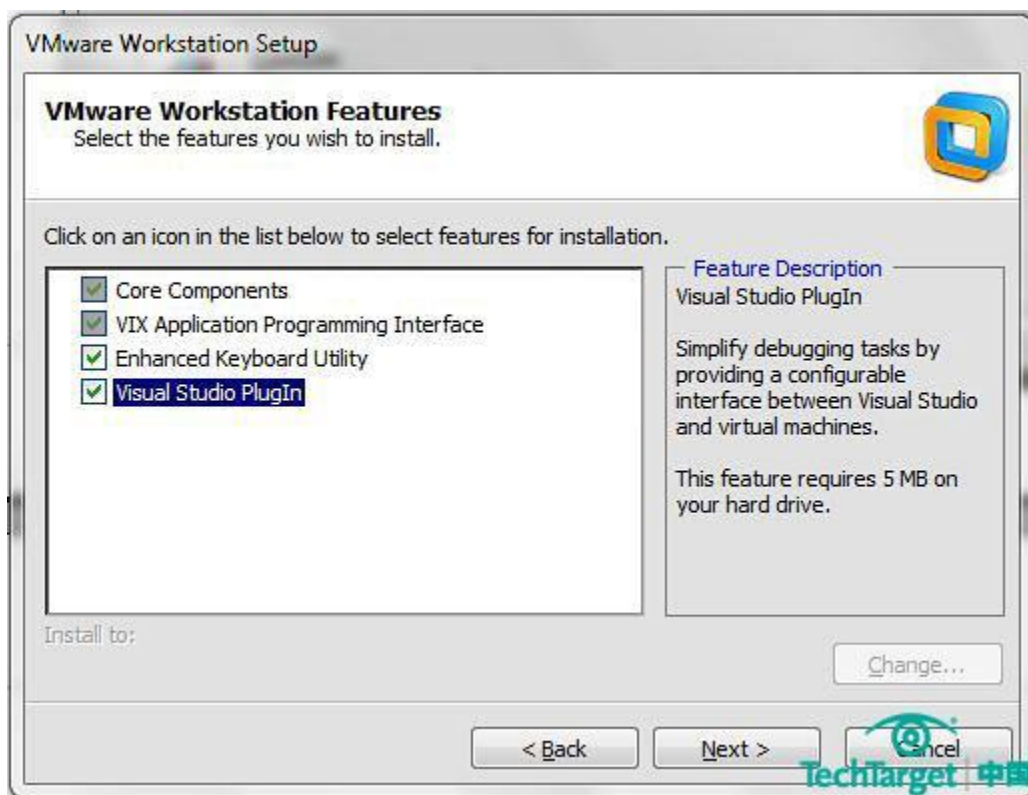 VMware Workstation Setup
VMware Workstation Features
Select the features you wish to install.
Click on an icon in the list below to select features for installation.
Core Components
VIX Application Programming Interface
Enhanced Keyboard Utility
Visual Studio PlugIn
Feature Description
Visual Studio PlugIn
Simplify debugging tasks by
providing a configurable
interface between Visual Studio
and virtual machines.
This feature requires 5 MB on
your hard drive.
Install to:
Change...
< Back
Next >
Cancel
TechTarget 中国